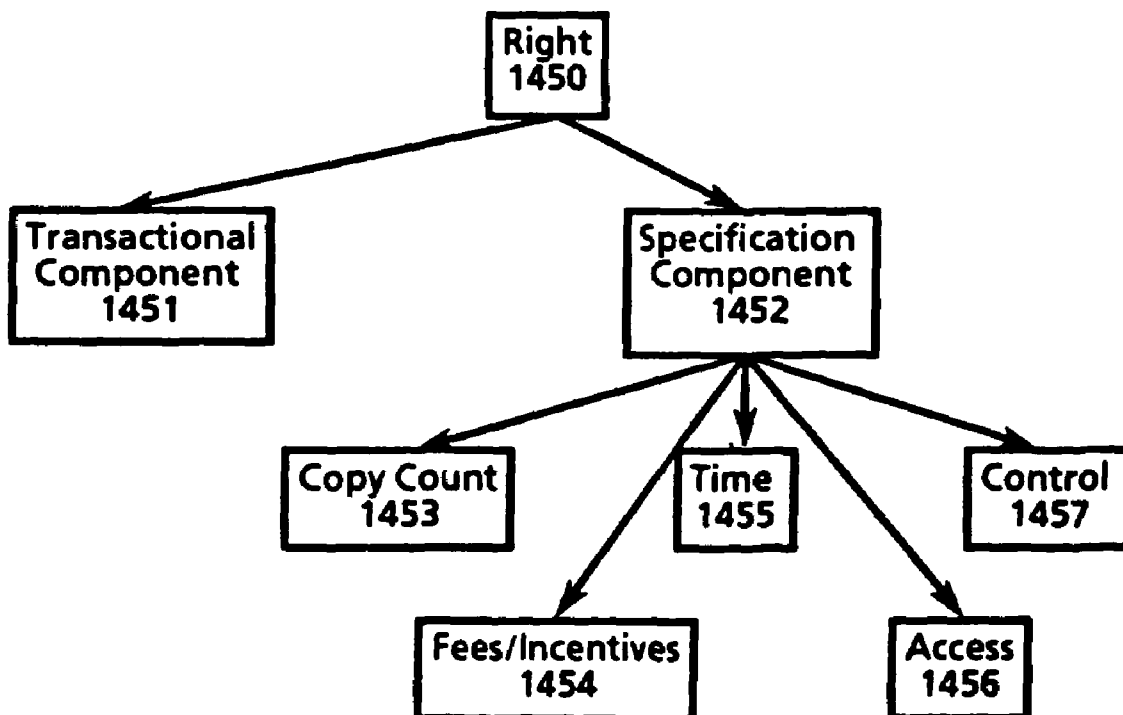 Right
1450
Transactional
Component
1451
Specification
Component
1452
Copy Count
1453
Time
1455
Control
1457
Fees/Incentives
1454
Access
1456